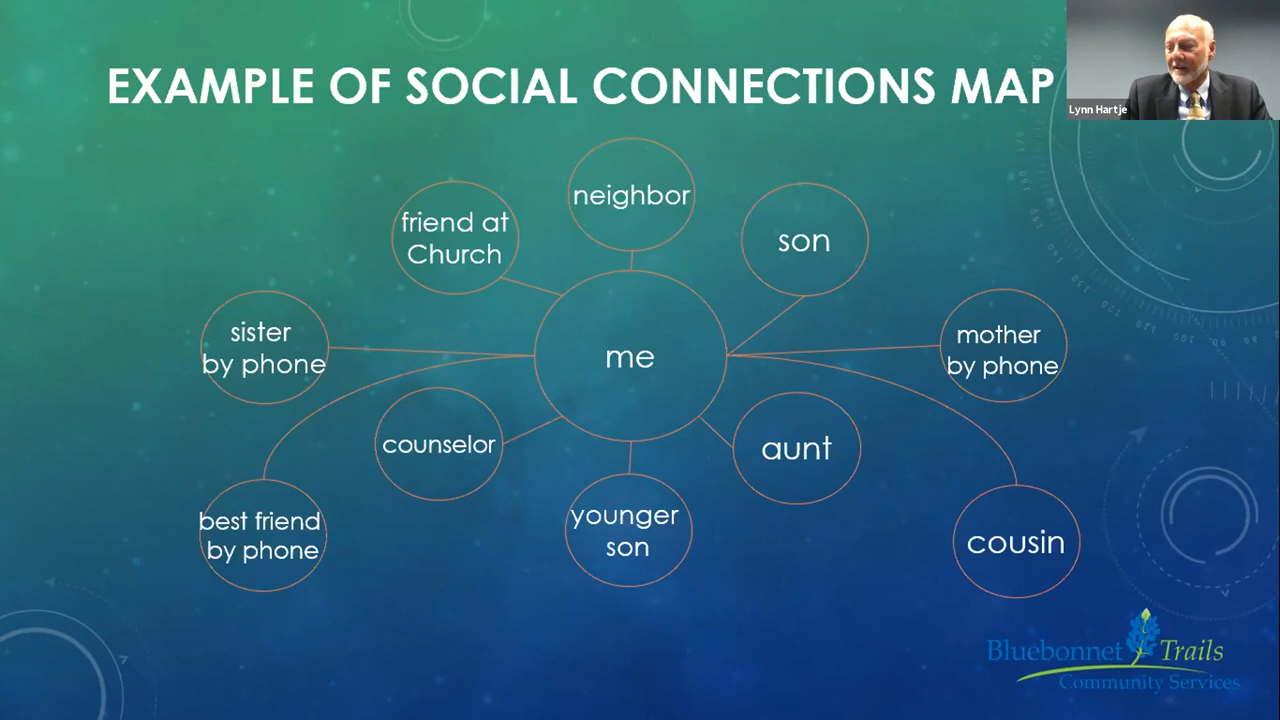 EXAMPLE OF SOCIAL CONNECTIONS MAP
Lynn Hartje
neighbor
friend at
Church
son
sister
by phone
me
mother
by phone
counselor
aunt
best friend
by phone
younger
son
cousin
Bluebonnet Trails
Community Services